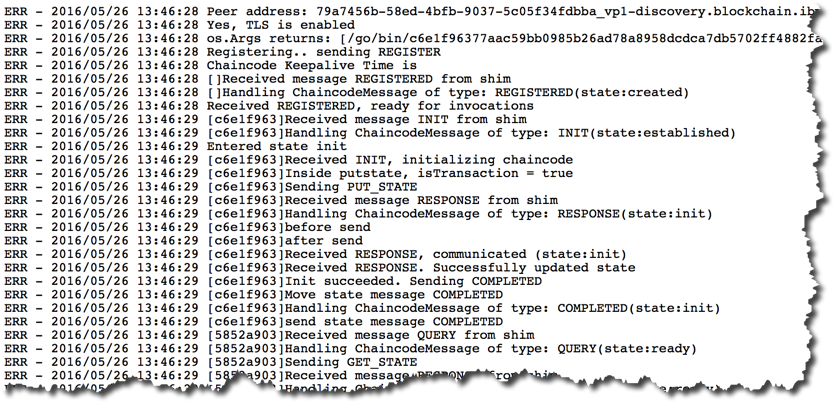 ERR - 2016/05/26 13:46:28 Peer address: 79a7456b-58ed-4bfb-9037-5c05f34fdbba_vp1-discovery.blockchain.ib
ERR - 2016/05/26 13:46:28 Yes, TLS is enabled
ERR - 2016/05/26 13:46:28 os.Args returns: [/go/bin/c6e1f96377aac59bb0985b26ad78a8958dcdca7db5702ff4882fa
ERR - 2016/05/26 13:46:28 Registering.. sending REGISTER
ERR - 2016/05/26 13:46:28 Chaincode Keepalive Time is
ERR - 2016/05/26 13:46:28 []Received message REGISTERED from shim
ERR - 2016/05/26 13:46:28 []Handling ChaincodeMessage of type: REGISTERED(state:created)
ERR - 2016/05/26 13:46:28 Received REGISTERED, ready for invocations
ERR - 2016/05/26 13:46:29 [c6e1f963]Received message INIT from shim
ERR - 2016/05/26 13:46:29 [c6e1f963]Handling ChaincodeMessage of type: INIT(state:established)
ERR - 2016/05/26 13:46:29 Entered state init
ERR - 2016/05/26 13:46:29 [c6e1f963]Received INIT, initializing chaincode
ERR - 2016/05/26 13:46:29 [c6e1f963]Inside putstate, isTransaction = true
ERR - 2016/05/26 13:46:29 [c6e1f963]Sending PUT_STATE
ERR - 2016/05/26 13:46:29 [c6e1f963]Received message RESPONSE from shim
ERR - 2016/05/26 13:46:29 [c6e1f963]Handling ChaincodeMessage of type: RESPONSE(state:init)
ERR - 2016/05/26 13:46:29 [c6e1f963]before send
ERR - 2016/05/26 13:46:29 [c6e1f963]after send
ERR - 2016/05/26 13:46:29 [c6e1f963]Received RESPONSE, communicated (state:init)
ERR - 2016/05/26 13:46:29 [c6e1f963]Received RESPONSE. Successfully updated state
ERR - 2016/05/26 13:46:29 [c6e1f963]Init succeeded. Sending COMPLETED
ERR - 2016/05/26 13:46:29 [c6e1f963]Move state message COMPLETED
ERR - 2016/05/26 13:46:29 [c6e1f963]Handling ChaincodeMessage of type: COMPLETED(state:init)
ERR - 2016/05/26 13:46:29 [c6e1f963]send state message COMPLETED
ERR - 2016/05/26 13:46:29 [5852a903]Received message QUERY from shim
ERR - 2016/05/26 13:46:29 [5852a903]Handling ChaincodeMessage of type: QUERY(state:ready)
ERR - 2016/05/26 13:46:29 [5852a903]Sending GET_STATE
ERR - 2016/05/26 13:46:29 [5852a903]Received message